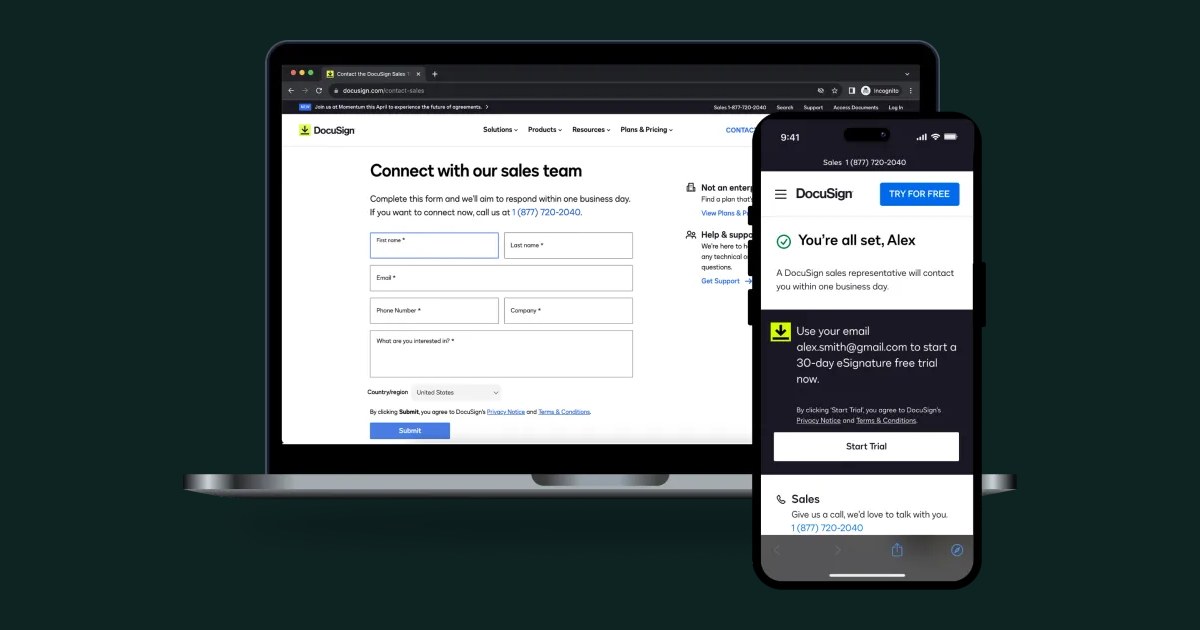 Contact the DocuSign Sales
docusign.com/contact-sales
Incognito
NEW Join us at Momentum this April to experience the future of agreements.
Sales 1-877-720-2040 Search Support Access Documents Log In
DocuSign
Solutions Products Resources Plans & Pricing CONTAC
Connect with our sales team
Complete this form and we'll aim to respond within one business day.
If you want to connect now, call us at 1 (877) 720-2040.
First name *
Last name *
Email *
Phone Number *
Company *
What are you interested in? *
Country/region United States
By clicking Submit, you agree to DocuSign's Privacy Notice and Terms & Conditions.
Submit
Not an enterp
Find a plan that's
View Plans & P
Help & suppo
We're here to h
any technical o
questions.
Get Support
9:41
Sales 1 (877) 720-2040
DocuSign
TRY FOR FREE
You're all set, Alex
A DocuSign sales representative will contact
you within one business day.
Use your email
alex.smith@gmail.com to start a
30-day eSignature free trial
now.
By clicking 'Start Trial', you agree to DocuSign's
Privacy Notice and Terms & Conditions.
Start Trial
Sales
Give us a call, we'd love to talk with you.
1 (877) 720-2040